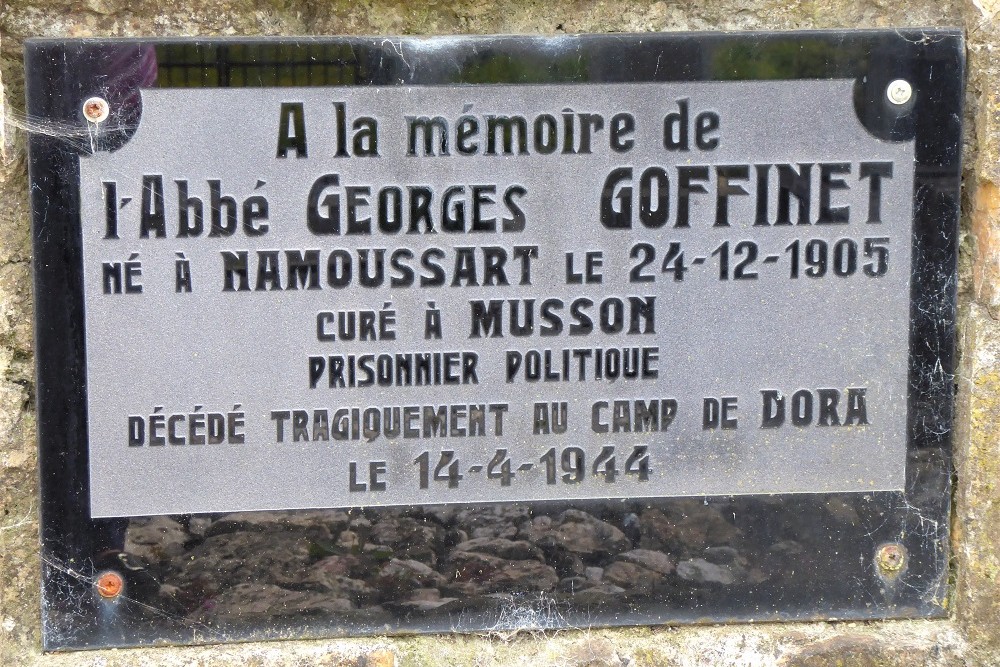 A la mémoire de
l'Abbé GEORGES GOFFINET
NÉ À NAMOUSSART LE 24-12-1905
CURÉ À MUSSON
PRISONNIER POLITIQUE
DÉCÉDÉ TRAGIQUEMENT AU CAMP DE DORA
LE 14-4-1944